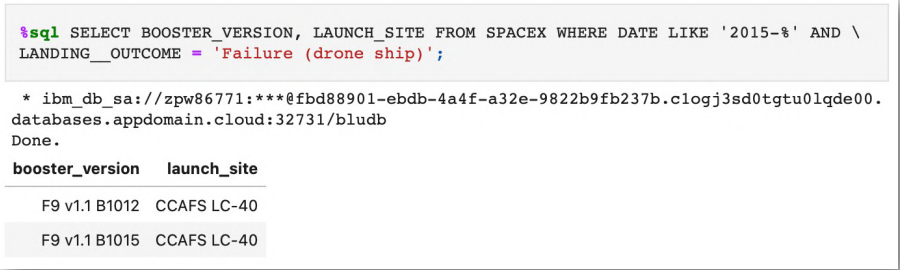 %sql SELECT BOOSTER_VERSION, LAUNCH_SITE FROM SPACEX WHERE DATE LIKE '2015-%' AND \
LANDING__OUTCOME = 'Failure (drone ship)';
* ibm_db_sa://zpw86771:***@fbd88901-ebdb-4a4f-a32e-9822b9fb237b.c1ogj3sd0tgtu0lqde00.
databases.appdomain.cloud:32731/bludb
Done.
booster_version launch_site
F9 v1.1 B1012 CCAFS LC-40
F9 v1.1 B1015 CCAFS LC-40